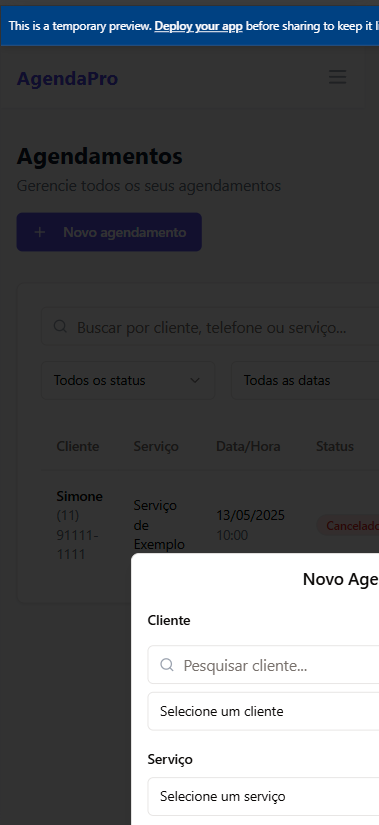 This is a temporary preview. Deploy your app before sharing to keep it l
AgendaPro
Agendamentos
Gerencie todos os seus agendamentos
+ Novo agendamento
Buscar por cliente, telefone ou serviço...
Todos os status
Todas as datas
Cliente
Serviço
Data/Hora
Status
Simone
(11)
91111-
1111
Serviço
de
Exemplo
13/05/2025
10:00
Cancelado
Novo Age
Cliente
Pesquisar cliente...
Selecione um cliente
Serviço
Selecione um serviço